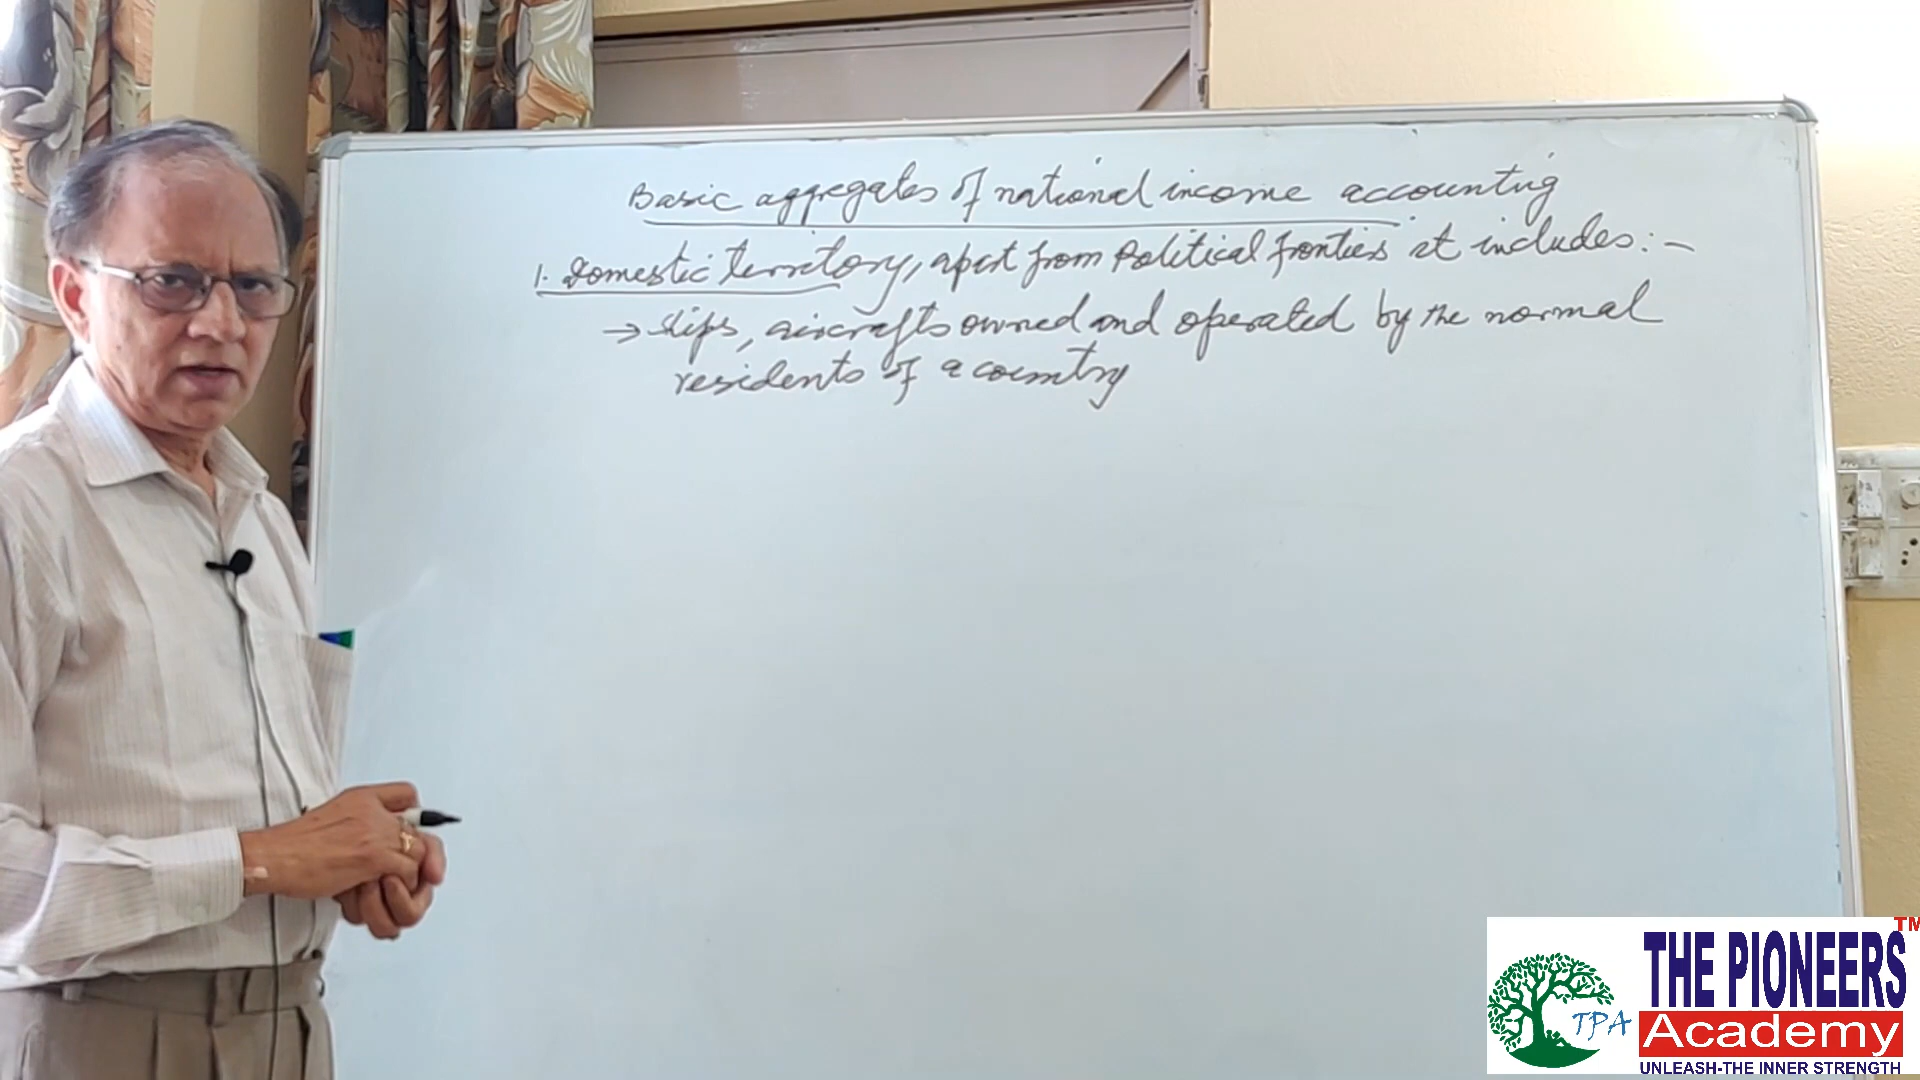 Basic aggregates of national income accounting
1. Domestic territory, apart from Political frontiers it includes:-
→ Ships, aircrafts owned and operated by the normal
residents of a country
TM
THE PIONEERS
TPA
Academy
UNLEASH-THE INNER STRENGTH